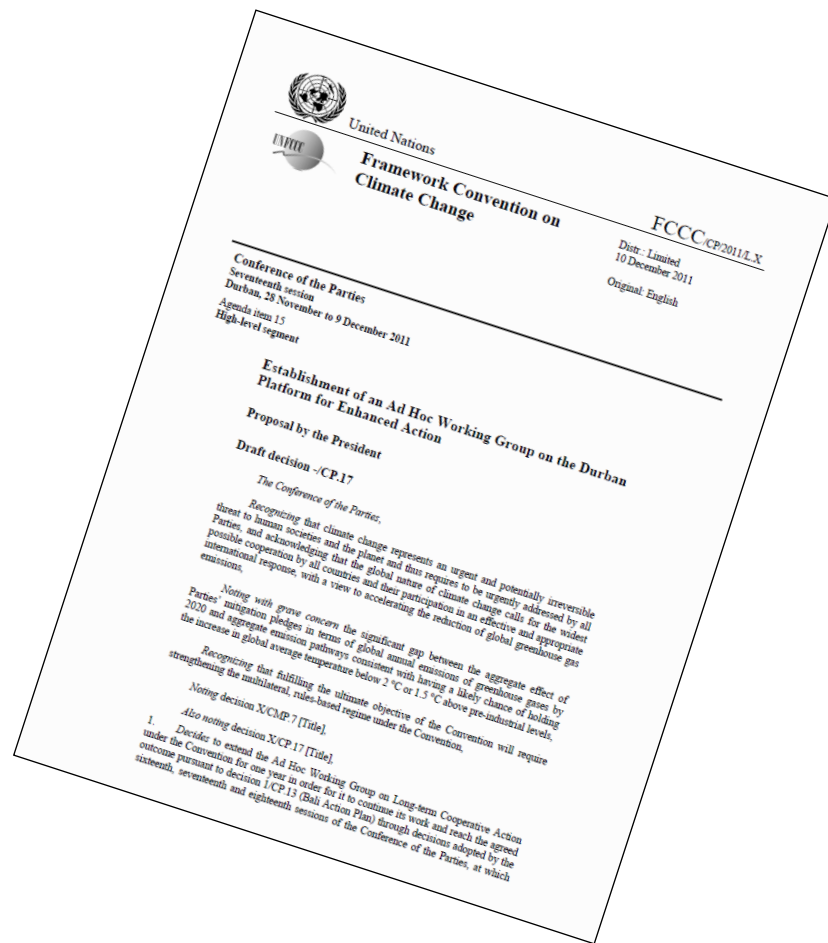 United Nations
UNFCCC
Framework Convention on
Climate Change
FCCC/CP/2011/L.X
Distr.: Limited
10 December 2011
Original: English
Conference of the Parties
Seventeenth session
Durban, 28 November to 9 December 2011
Agenda item 15
High-level segment
Establishment of an Ad Hoc Working Group on the Durban
Platform for Enhanced Action
Proposal by the President
Draft decision -/CP.17
The Conference of the Parties,
Recognizing that climate change represents an urgent and potentially irreversible
threat to human societies and the planet and thus requires to be urgently addressed by all
Parties, and acknowledging that the global nature of climate change calls for the widest
possible cooperation by all countries and their participation in an effective and appropriate
international response, with a view to accelerating the reduction of global greenhouse gas
emissions,
Noting with grave concern the significant gap between the aggregate effect of
Parties' mitigation pledges in terms of global annual emissions of greenhouse gases by
2020 and aggregate emission pathways consistent with having a likely chance of holding
the increase in global average temperature below 2 °C or 1.5 °C above pre-industrial levels,
Recognizing that fulfilling the ultimate objective of the Convention will require
strengthening the multilateral, rules-based regime under the Convention,
Noting decision X/CMP.7 [Title],
Also noting decision X/CP.17 [Title],
1. Decides to extend the Ad Hoc Working Group on Long-term Cooperative Action
under the Convention for one year in order for it to continue its work and reach the agreed
outcome pursuant to decision 1/CP.13 (Bali Action Plan) through decisions adopted by the
sixteenth, seventeenth and eighteenth sessions of the Conference of the Parties, at which